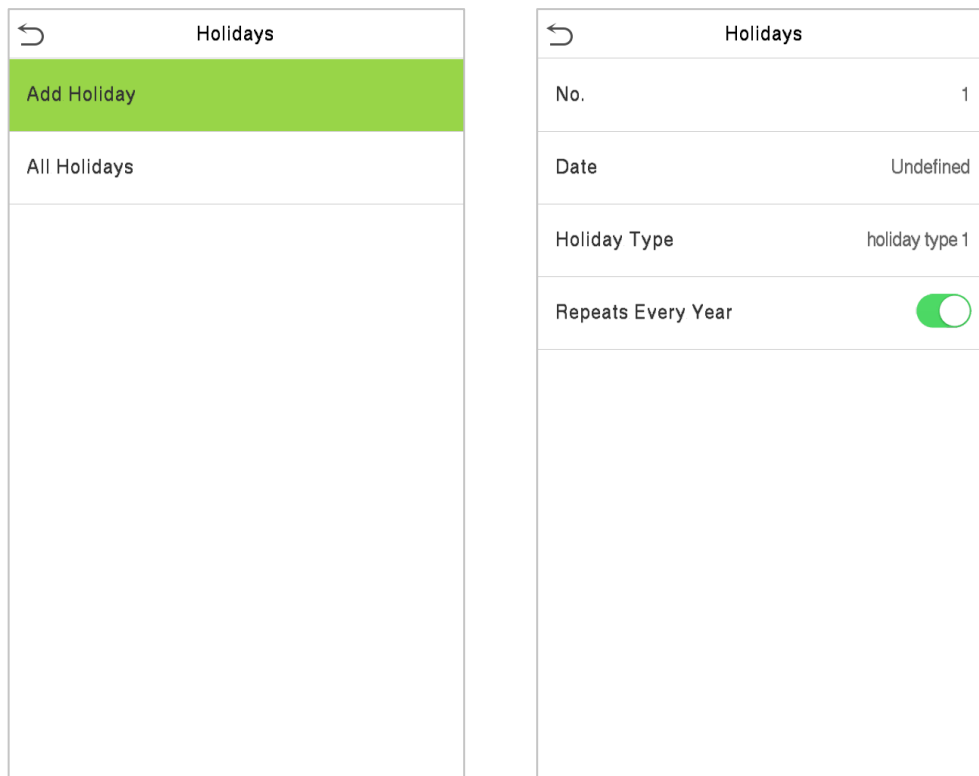 Holidays
Add Holiday
All Holidays
Holidays
No. 1
Date Undefined
Holiday Type holiday type 1
Repeats Every Year